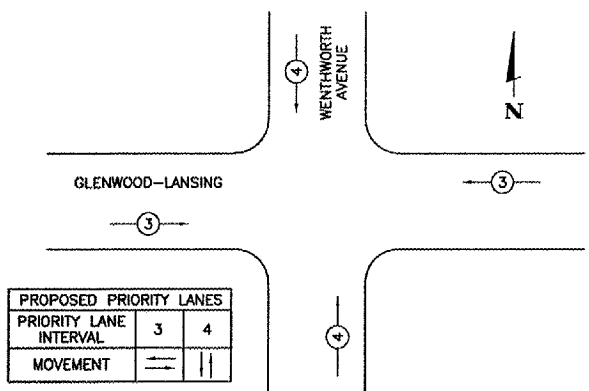 4
WENTHWORTH
AVENUE
N
GLENWOOD-LANSING
3
3
PROPOSED PRIORITY LANES
PRIORITY LANE
INTERVAL
3
4
MOVEMENT
4